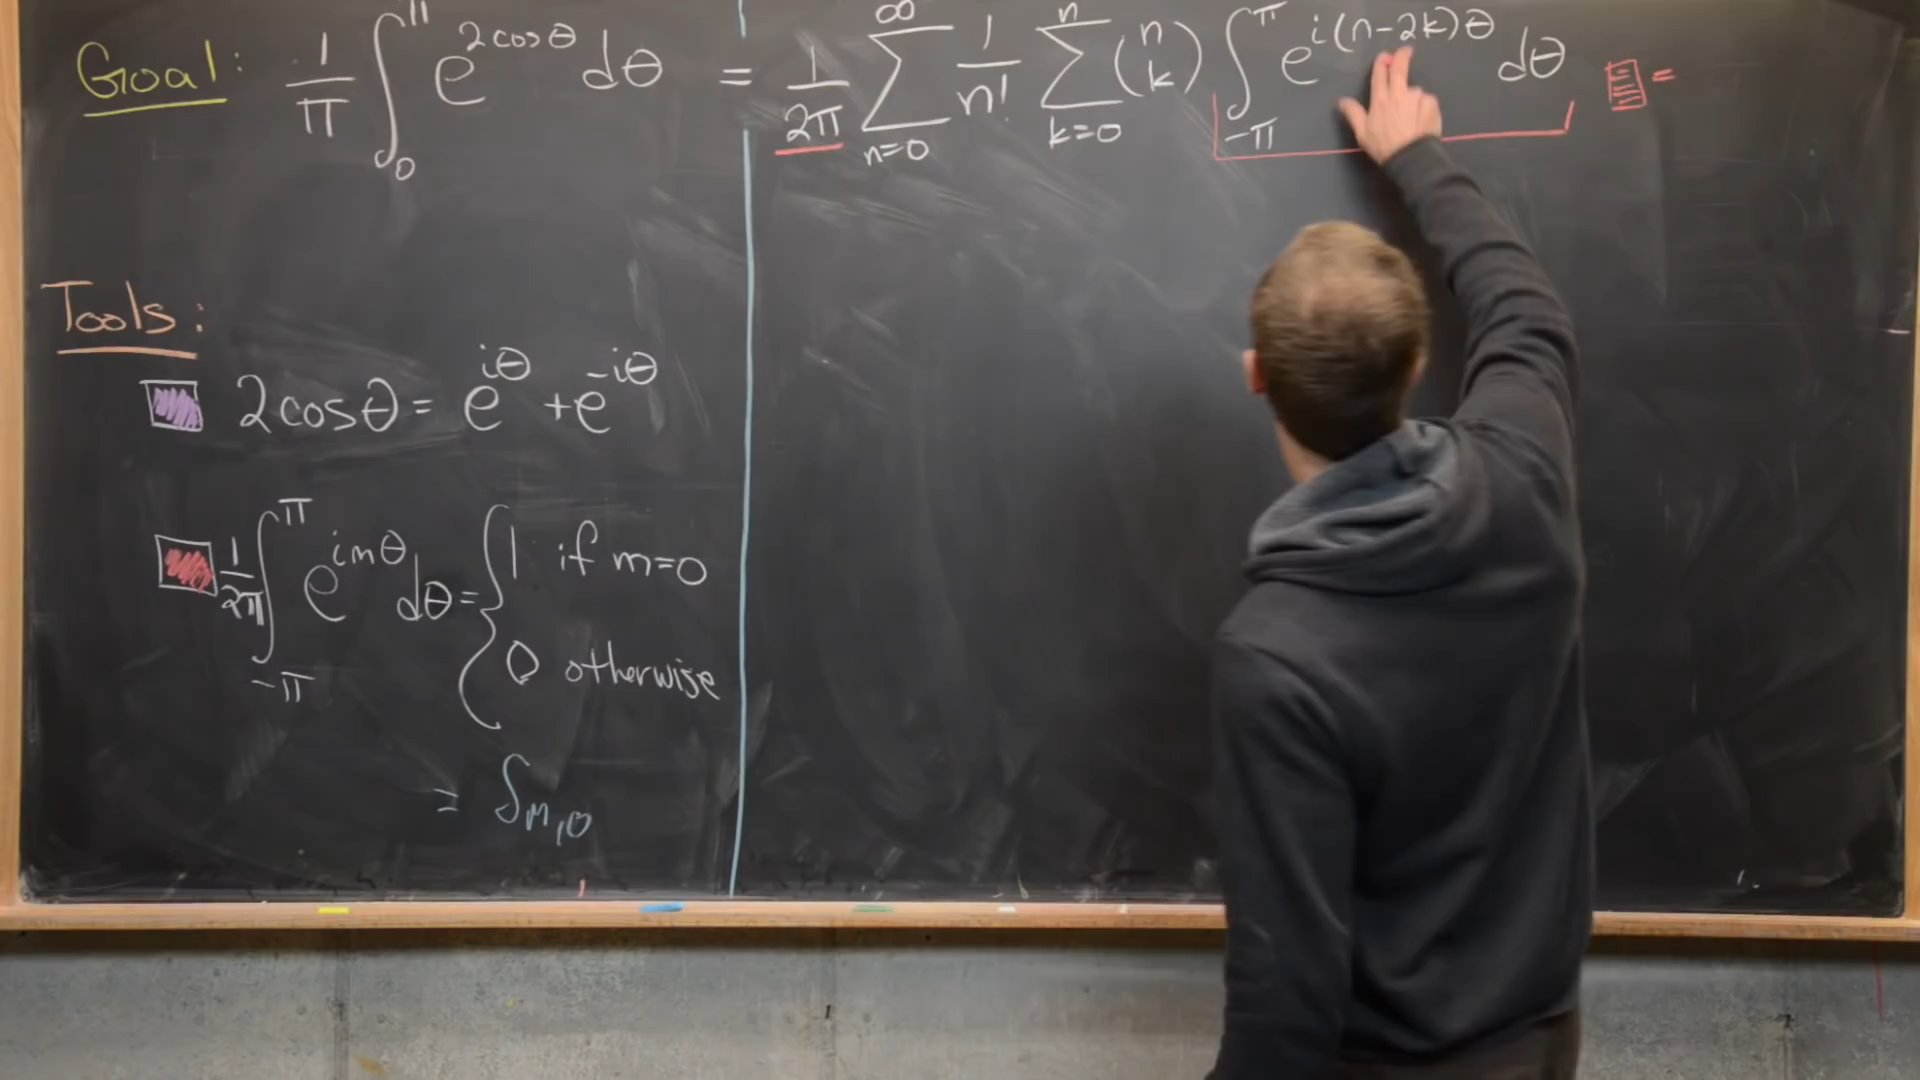 Goal: 1/π ∫_0^π e^{2cosθ} dθ = 1/2π ∑_{n=0}^∞ 1/n! ∑_{k=0}^n (n k) ∫_{-π}^π e^{i(n-2k)θ} dθ =
Tools:
2cosθ = e^{iθ} + e^{-iθ}
1/2π ∫_{-π}^π e^{imθ} dθ = { 1 if m=0
0 otherwise
= δ_{m,0}